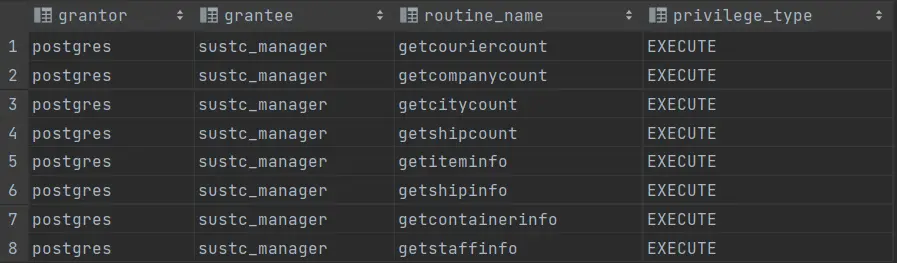 grantor grantee routine_name privilege_type
1 postgres sustc_manager getcouriercount EXECUTE
2 postgres sustc_manager getcompanycount EXECUTE
3 postgres sustc_manager getcitycount EXECUTE
4 postgres sustc_manager getshipcount EXECUTE
5 postgres sustc_manager getiteminfo EXECUTE
6 postgres sustc_manager getshipinfo EXECUTE
7 postgres sustc_manager getcontainerinfo EXECUTE
8 postgres sustc_manager getstaffinfo EXECUTE